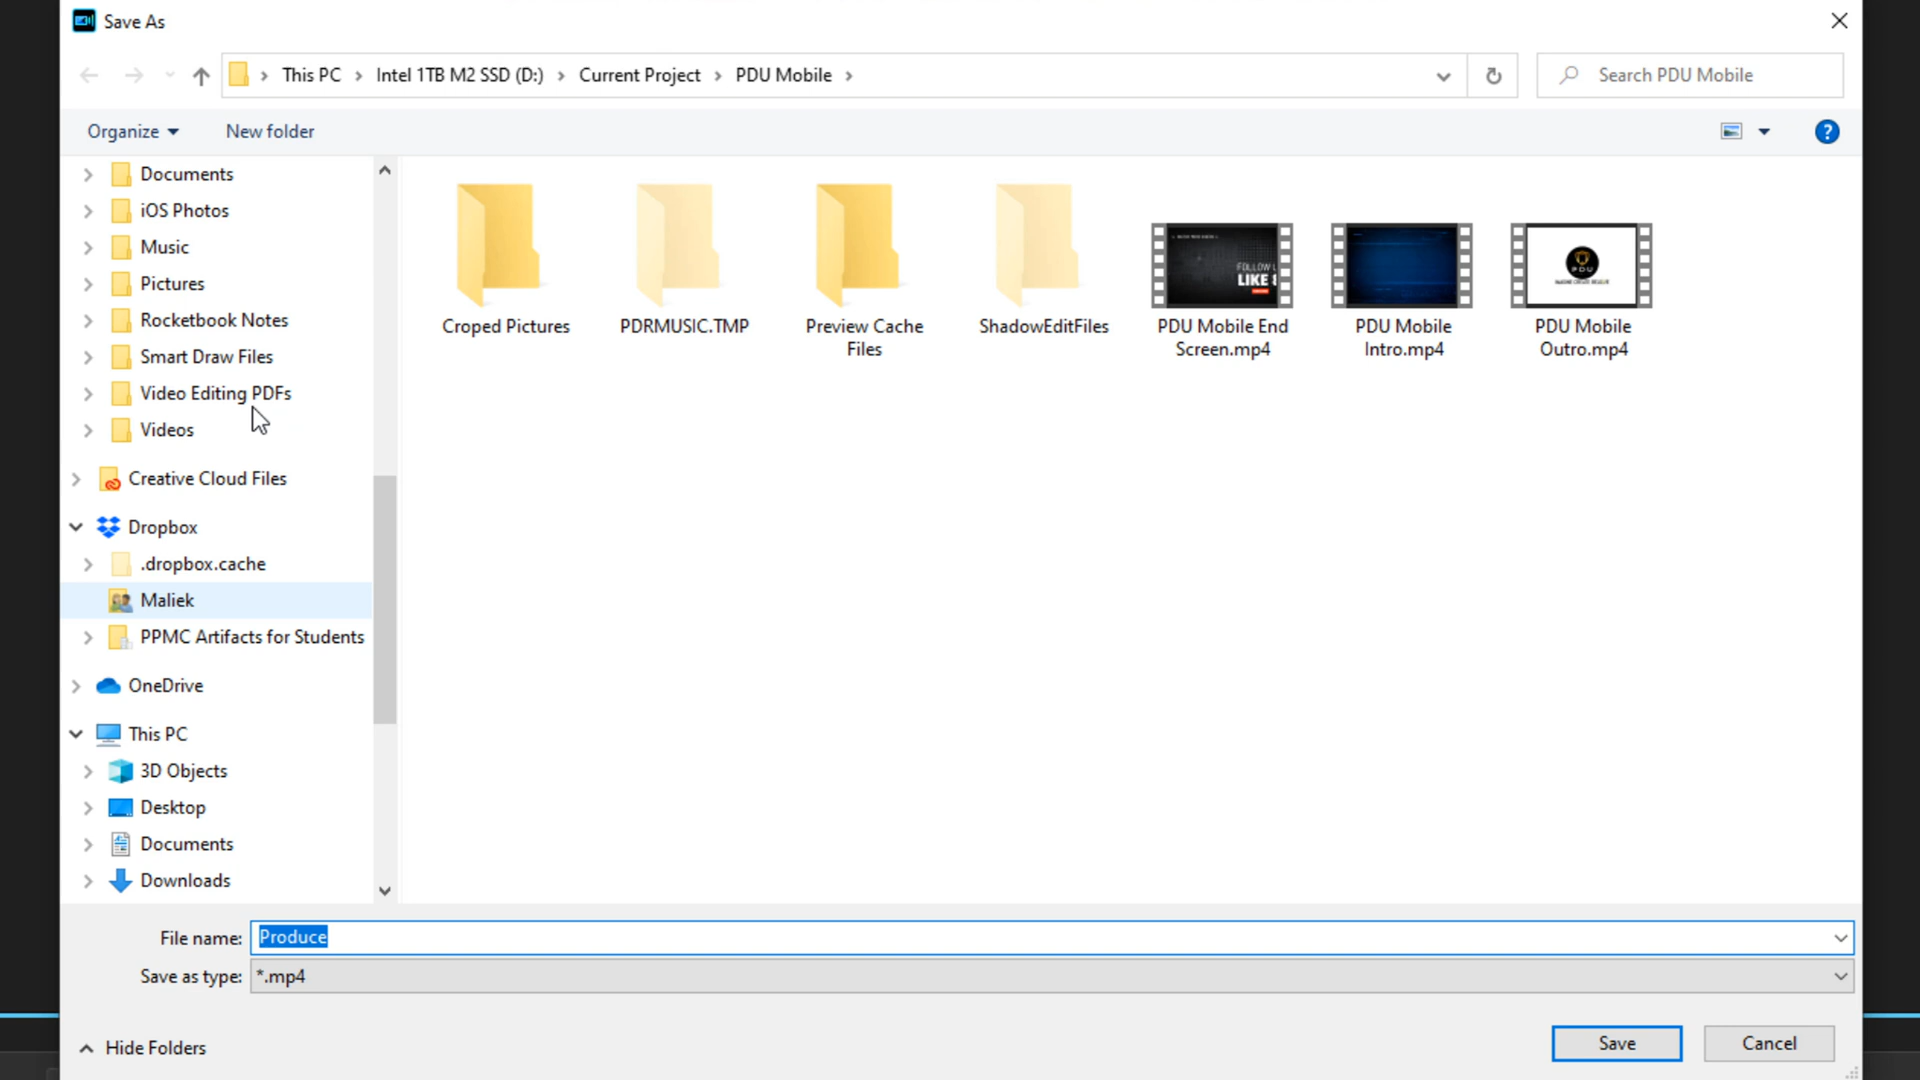 Save As
This PC > Intel 1TB M2 SSD (D:) > Current Project > PDU Mobile >
Search PDU Mobile
Organize
New folder
Documents
iOS Photos
Music
Pictures
Rocketbook Notes
Smart Draw Files
Video Editing PDFs
Videos
Creative Cloud Files
Dropbox
.dropbox.cache
Maliek
PPMC Artifacts for Students
OneDrive
This PC
3D Objects
Desktop
Documents
Downloads
Croped Pictures
PDRMUSIC.TMP
Preview Cache
Files
ShadowEditFiles
FOLLOW
LIKE
PDU Mobile End
Screen.mp4
PDU Mobile
Intro.mp4
PDU
PDU Mobile
Outro.mp4
File name: Produce
Save as type: *.mp4
Hide Folders
Save
Cancel